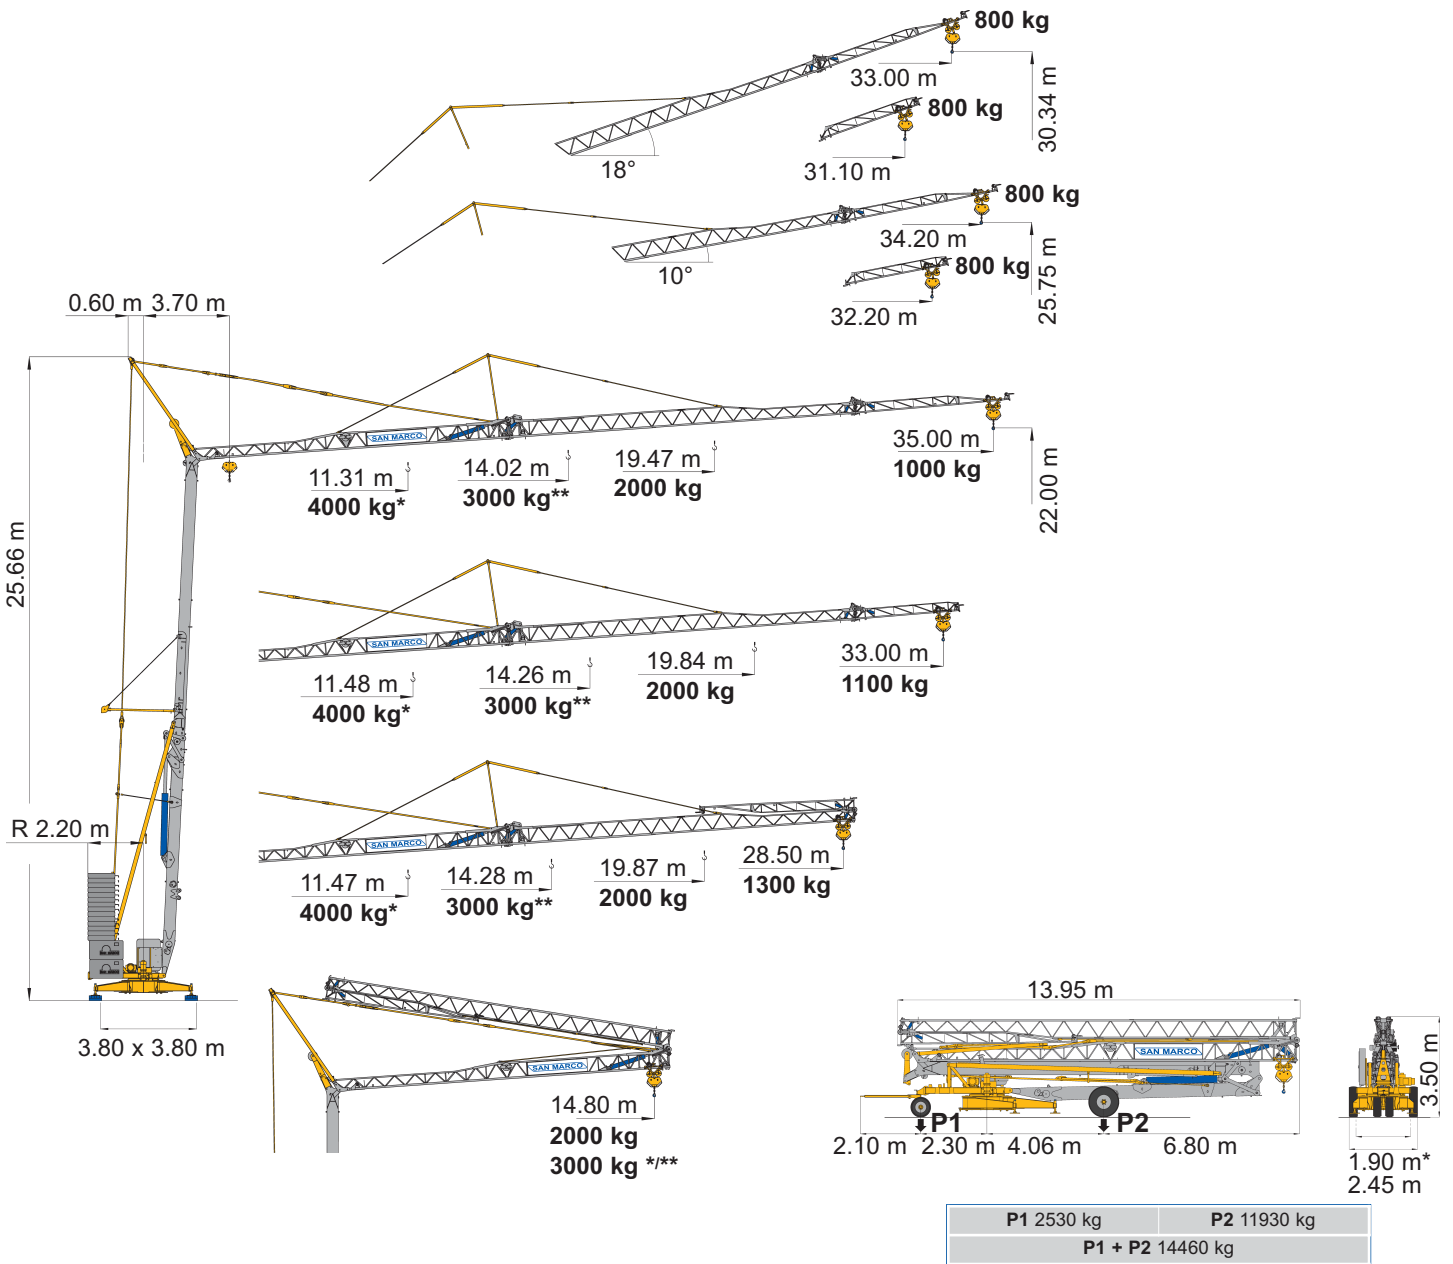 800 kg
33.00 m
30.34 m
800 kg
31.10 m
18°
800 kg
34.20 m
25.75 m
800 kg
32.20 m
10°
0.60 m 3.70 m
25.66 m
SAN MARCO
11.31 m
4000 kg*
14.02 m
3000 kg**
19.47 m
2000 kg
35.00 m
1000 kg
22.00 m
SAN MARCO
11.48 m
4000 kg*
14.26 m
3000 kg**
19.84 m
2000 kg
33.00 m
1100 kg
SAN MARCO
11.47 m
4000 kg*
14.28 m
3000 kg**
19.87 m
2000 kg
28.50 m
1300 kg
R 2.20 m
3.80 x 3.80 m
SAN MARCO
14.80 m
2000 kg
3000 kg */**
13.95 m
SAN MARCO
P1
P2
2.10 m 2.30 m 4.06 m 6.80 m
3.50 m
1.90 m*
2.45 m
P1 2530 kg P2 11930 kg
P1 + P2 14460 kg